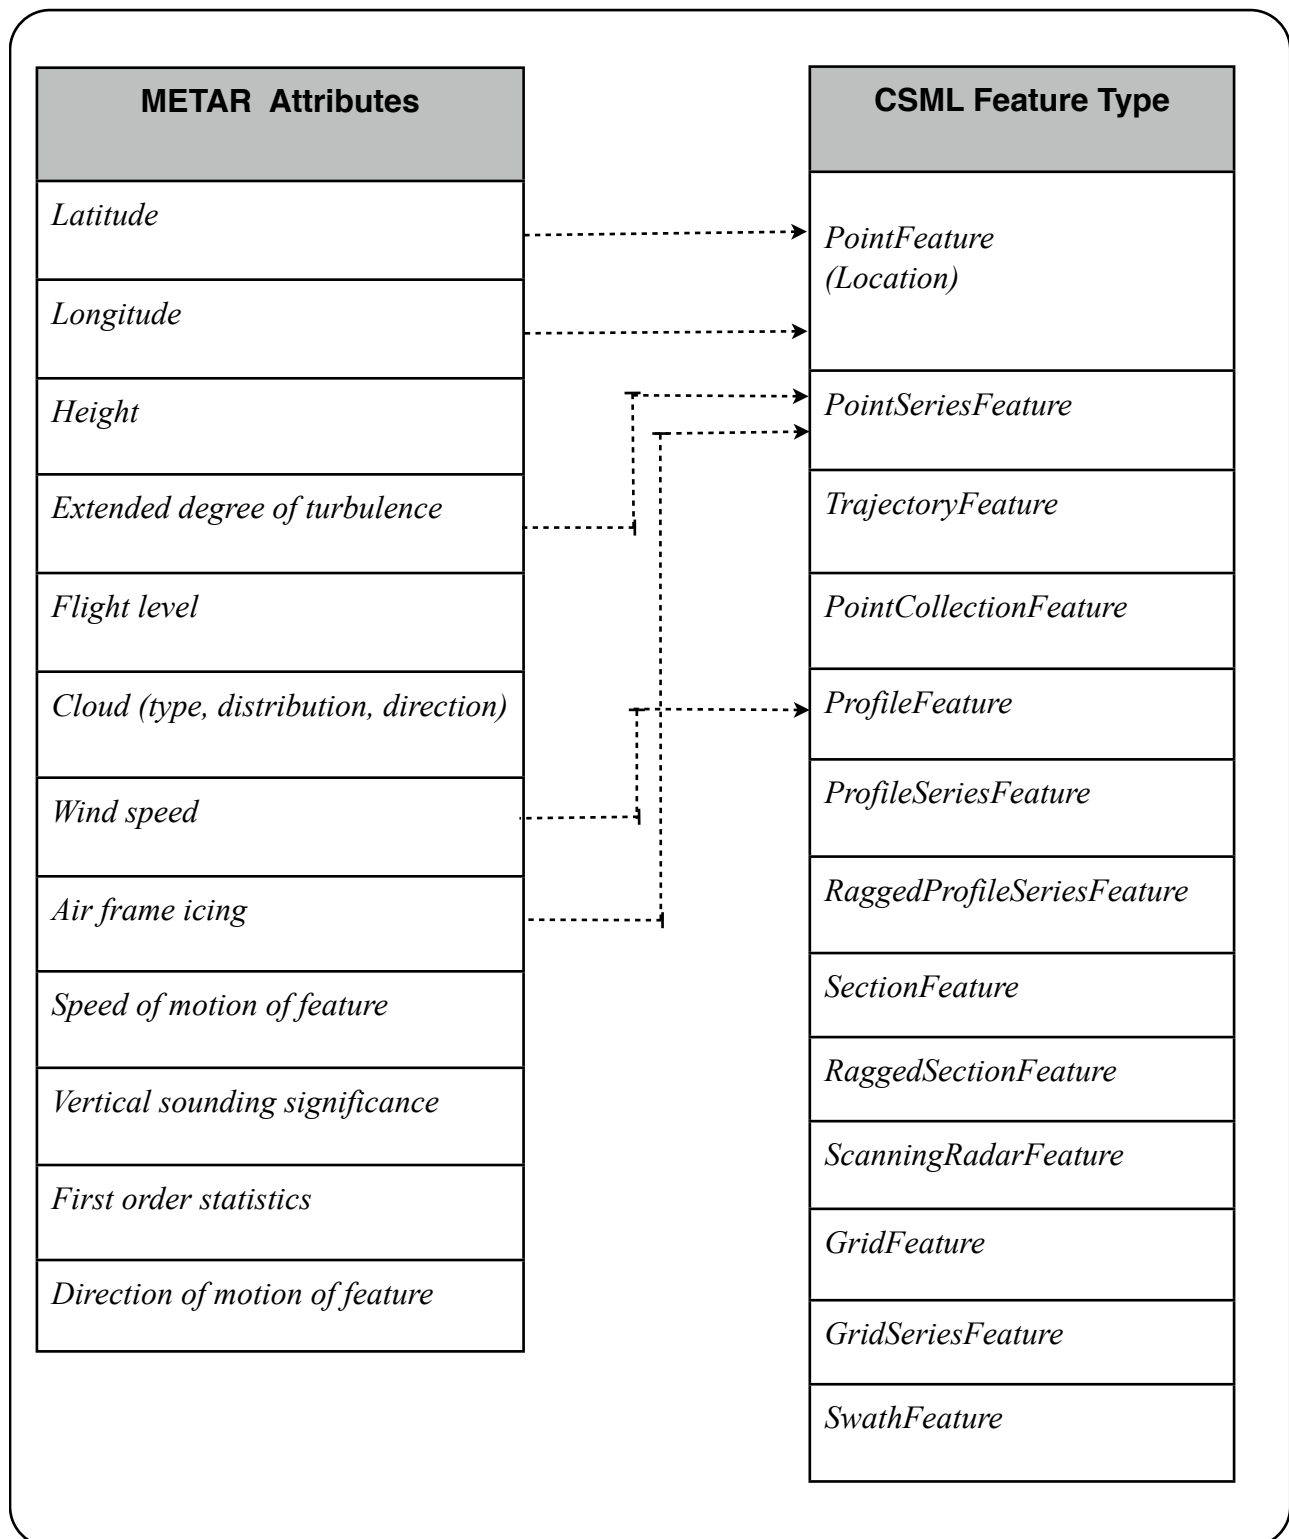 METAR  Attributes
Latitude
Longitude
Height
Extended degree of turbulence
Flight level
Cloud (type, distribution, direction)
Wind speed
Air frame icing
Speed of motion of feature
Vertical sounding significance
First order statistics
Direction of motion of feature
CSML Feature Type
PointFeature
(Location)
PointSeriesFeature
TrajectoryFeature
PointCollectionFeature
ProfileFeature
ProfileSeriesFeature
RaggedProfileSeriesFeature
SectionFeature
RaggedSectionFeature
ScanningRadarFeature
GridFeature
GridSeriesFeature
SwathFeature